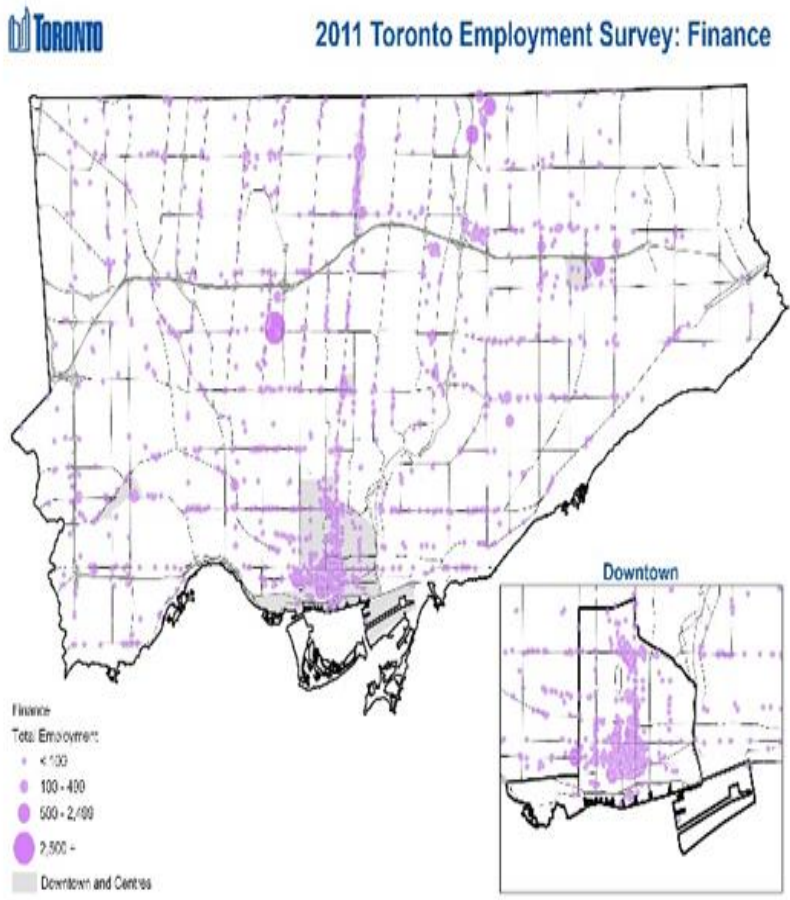 TORONTO
2011 Toronto Employment Survey: Finance
Downtown
Finance
Total Employment
< 100
100 - 499
500 - 2,499
2,500 +
Downtown and Centres